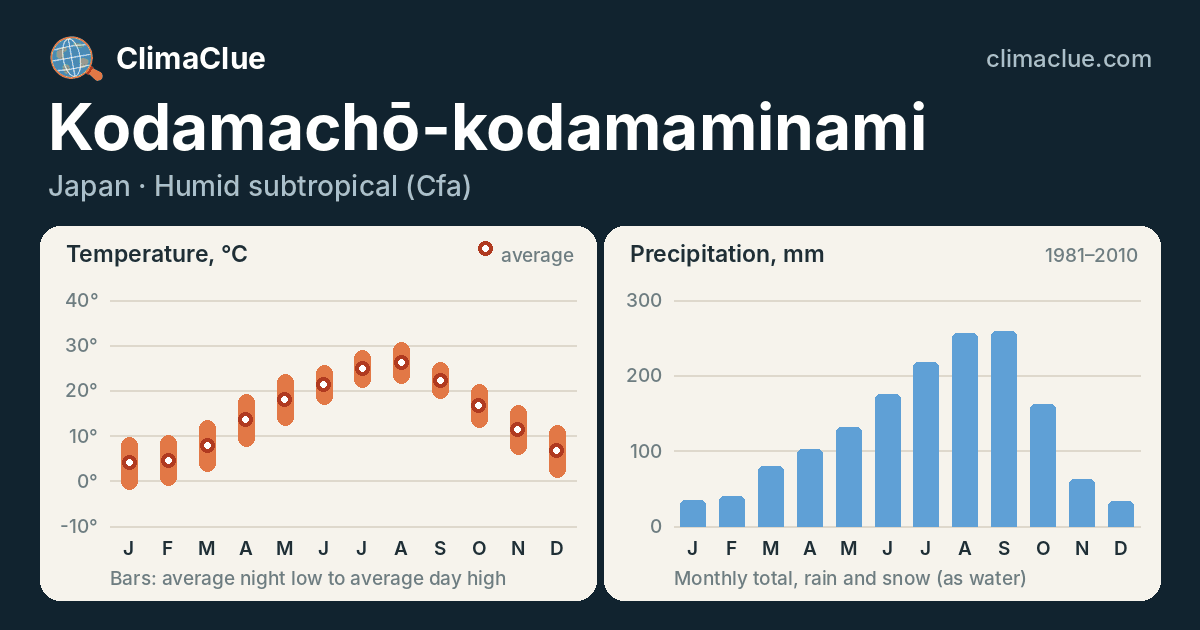 ClimaClue
climaclue.com
Kodamachō-kodamaminami
Japan · Humid subtropical (Cfa)
Temperature, °C
average
40°
30°
20°
10°
0°
-10°
J F M A M J J A S O N D
Bars: average night low to average day high
Precipitation, mm
1981–2010
300
200
100
0
J F M A M J J A S O N D
Monthly total, rain and snow (as water)